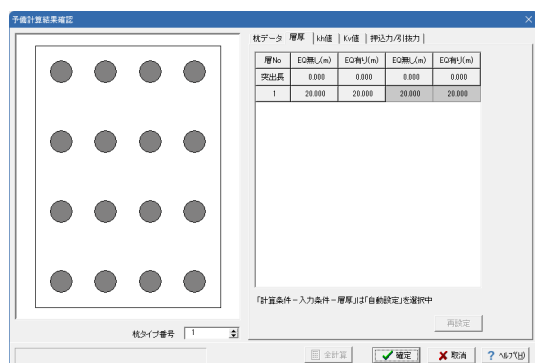 予備計算結果確認
杭データ 層厚 kh値 Kv値 押込力/引抜力
層No EQ無し(m) EQ有り(m) EQ無し(m) EQ有り(m)
突出長 0.000 0.000 0.000 0.000
1 20.000 20.000 20.000 20.000
「計算条件－入力条件－層厚」は「自動設定」を選択中
再設定
杭タイプ番号 1
全計算 確定 取消 ? ヘルプ(H)